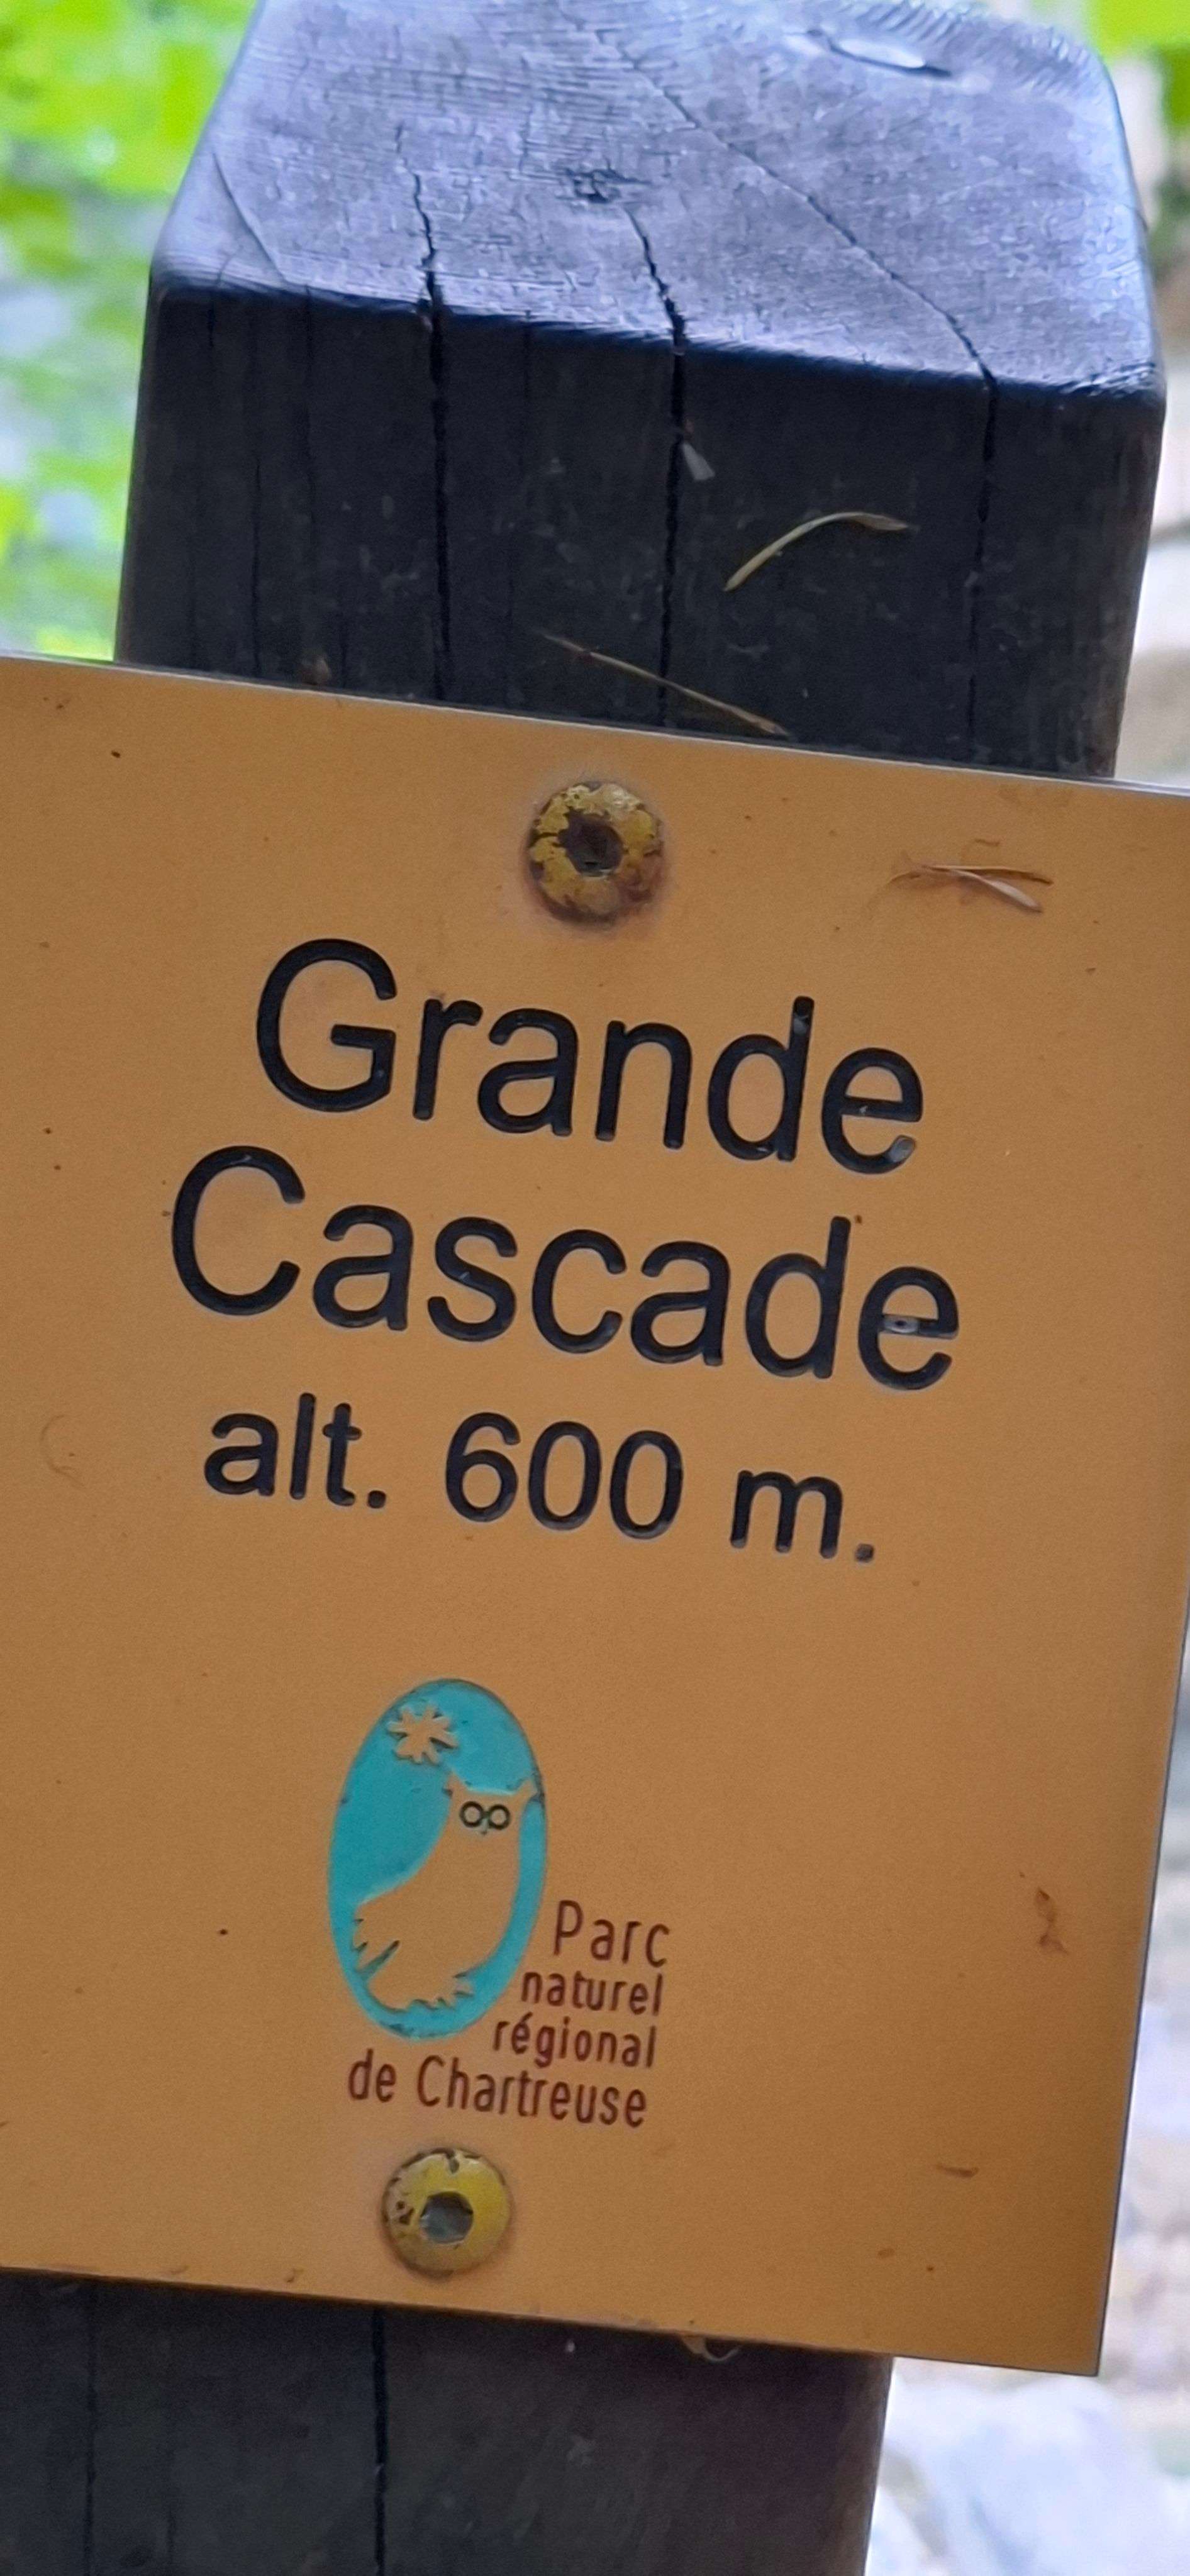 Grande
Cascade
alt. 600 m.
Parc
naturel
régional
de Chartreuse